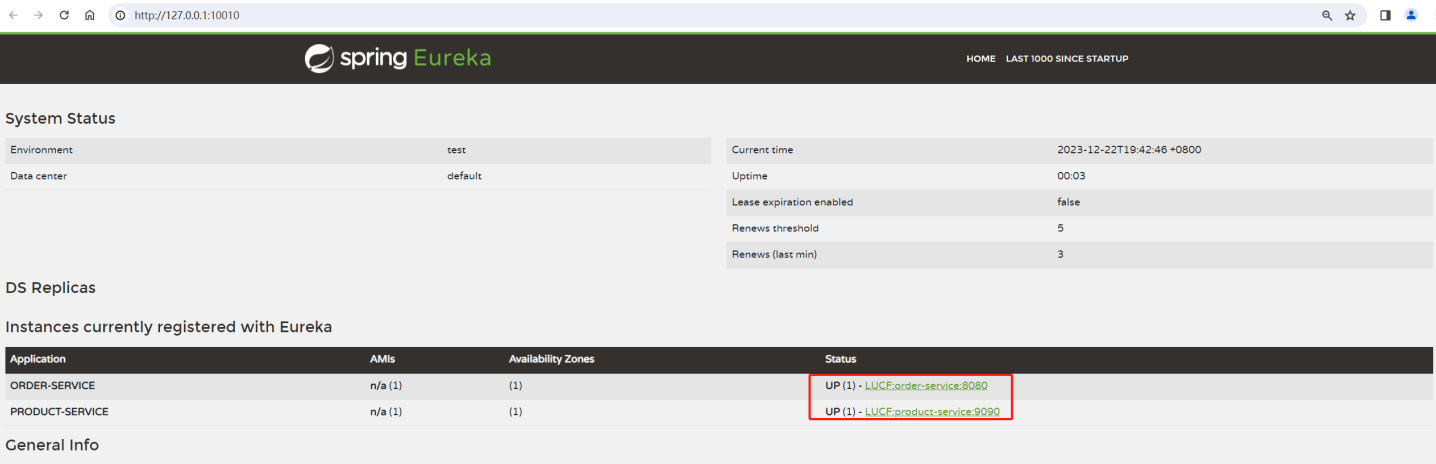 http://127.0.0.1:10010
spring Eureka
HOME LAST 1000 SINCE STARTUP
System Status
Environment test
Data center default
Current time 2023-12-22T19:42:46 +0800
Uptime 00:03
Lease expiration enabled false
Renews threshold 5
Renews (last min) 3
DS Replicas
Instances currently registered with Eureka
Application AMIs Availability Zones Status
ORDER-SERVICE n/a (1) (1) UP (1) - LUCF:order-service:8080
PRODUCT-SERVICE n/a (1) (1) UP (1) - LUCF:product-service:9090
General Info